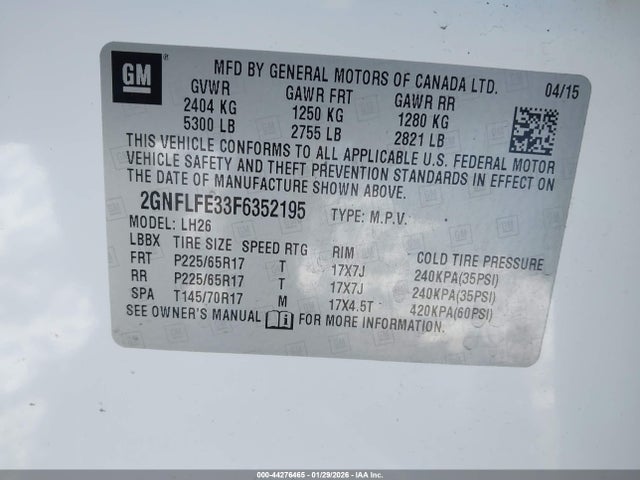 GM
MFD BY GENERAL MOTORS OF CANADA LTD. 04/15
GVWR GAWR FRT GAWR RR
2404 KG 1250 KG 1280 KG
5300 LB 2755 LB 2821 LB
THIS VEHICLE CONFORMS TO ALL APPLICABLE U.S. FEDERAL MOTOR
VEHICLE SAFETY AND THEFT PREVENTION STANDARDS IN EFFECT ON
THE DATE OF MANUFACTURE SHOWN ABOVE.
2GNFLFE33F6352195 TYPE: M.P.V.
MODEL: LH26
LBBX TIRE SIZE SPEED RTG RIM COLD TIRE PRESSURE
FRT P225/65R17 T 17X7J 240KPA(35PSI)
RR P225/65R17 T 17X7J 240KPA(35PSI)
SPA T145/70R17 M 17X4.5T 420KPA(60PSI)
SEE OWNER'S MANUAL FOR MORE INFORMATION.
000-44276465 - 01/29/2026 - IAAI, Inc.